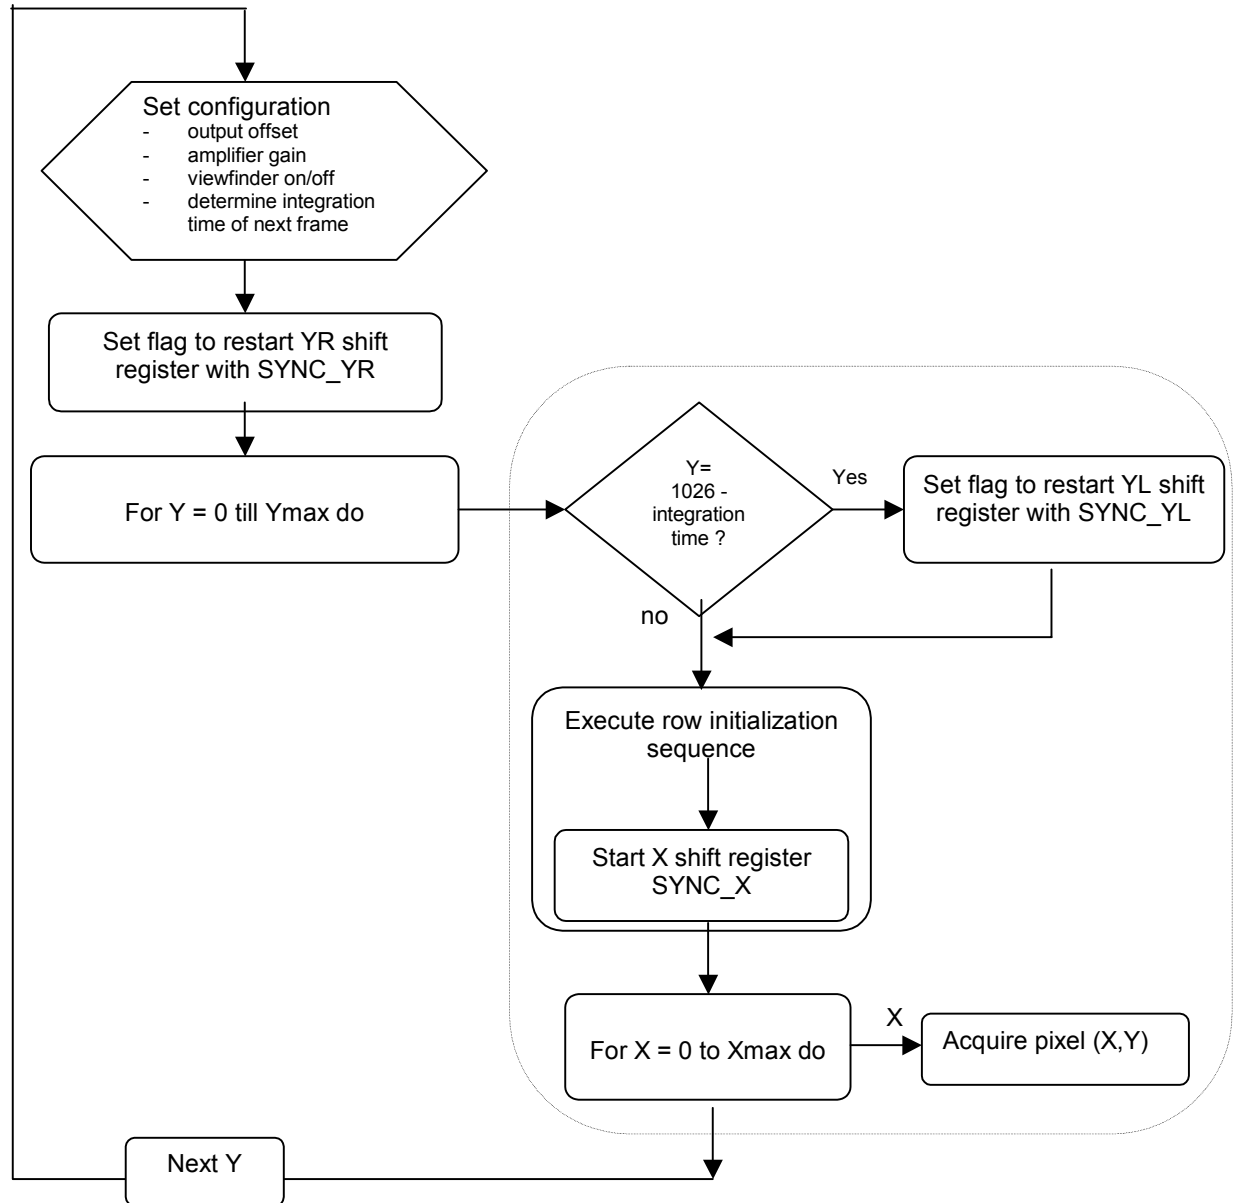 Set configuration
- output offset
- amplifier gain
- viewfinder on/off
- determine integration
time of next frame
Set flag to restart YR shift
register with SYNC_YR
For Y = 0 till Ymax do
Y=
1026 -
integration
time ?
Yes
Set flag to restart YL shift
register with SYNC_YL
no
Execute row initialization
sequence
Start X shift register
SYNC_X
For X = 0 to Xmax do
X
Acquire pixel (X,Y)
Next Y